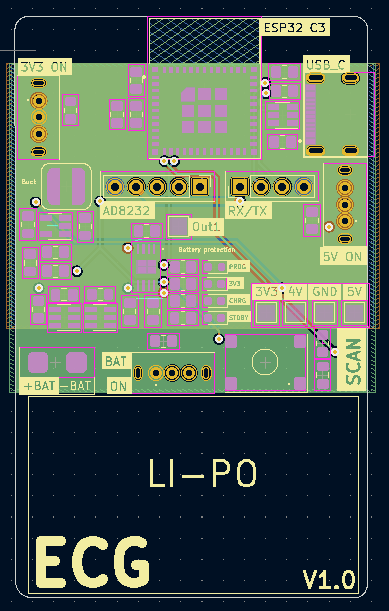 ESP32 C3
3V3 ON
USB_C
Back
AD8232
RX/TX
Out1
5V ON
Battery protection
PROG
3V3
CHRG
STDBY
3V3
4V
GND
5V
SCAN
+BAT
-BAT
BAT
ON
LI-PO
ECG
V1.0